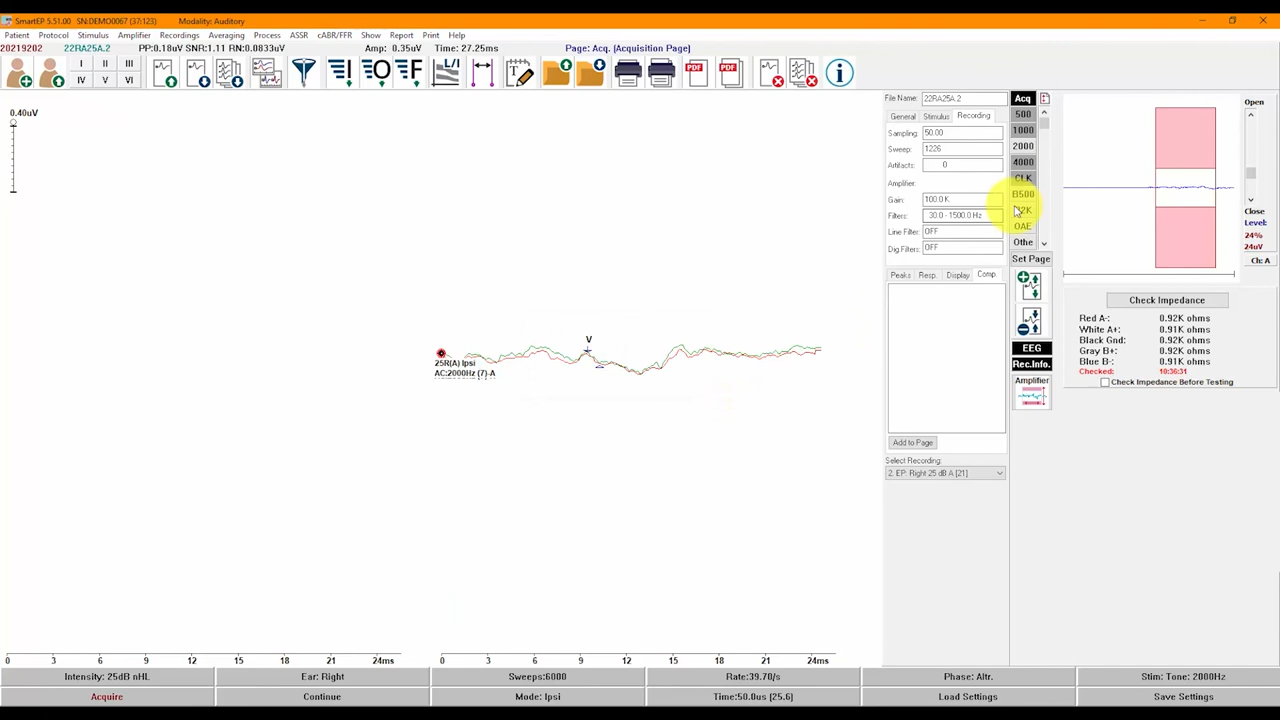 SmartEP 5.51.00 SN:DEMO0067 (37:123) Modality: Auditory
Patient Protocol Stimulus Amplifier Recordings Averaging Process ASSR cABR/FFR Show Report Print Help
20219202 22RA25A.2 PP:0.18uV SNR:1.11 RN:0.0833uV Amp: 0.35uV Time: 27.25ms Page: Acq. (Acquisition Page)
I II III
IV V VI
L/I
PDF PDF
0.40uV
File Name: 22RA25A.2
General Stimulus Recording
Sampling: 50.00
Sweep: 1226
Artifacts: 0
Amplifier:
Gain: 100.0 K
Filters: 30.0 - 1500.0 Hz
Line Filter: OFF
Dig Filters: OFF
Peaks Resp. Display Comp.
Add to Page
Select Recording:
2. EP: Right 25 dB A [21]
Acq
500
1000
2000
4000
CLK
B500
OAE
Othe
Set Page
EEG
Rec.Info.
Amplifier
Open
Close
Level:
24%
24uV
Ch: A
Check Impedance
Red A-: 0.92K ohms
White A+: 0.91K ohms
Black Gnd: 0.92K ohms
Gray B+: 0.92K ohms
Blue B-: 0.91K ohms
Checked: 10:36:31
Check Impedance Before Testing
V
25R(A) Ipsi
AC:2000Hz [7]-A
0 3 6 9 12 15 18 21 24ms
0 3 6 9 12 15 18 21 24ms
Intensity: 25dB nHL Ear: Right Sweeps:6000 Rate:39.70/s Phase: Altr. Stim: Tone: 2000Hz
Acquire Continue Mode: Ipsi Time:50.0us [25.6] Load Settings Save Settings